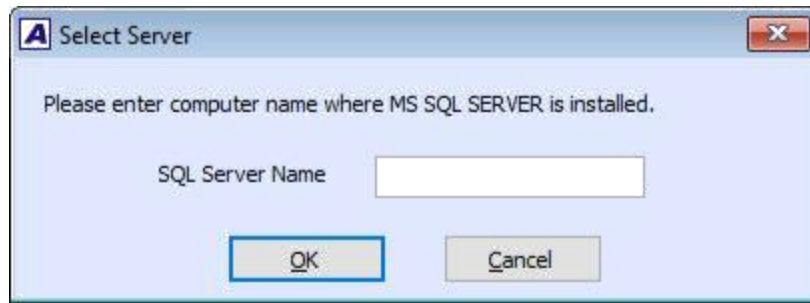 A Select Server
Please enter computer name where MS SQL SERVER is installed.
SQL Server Name
OK Cancel